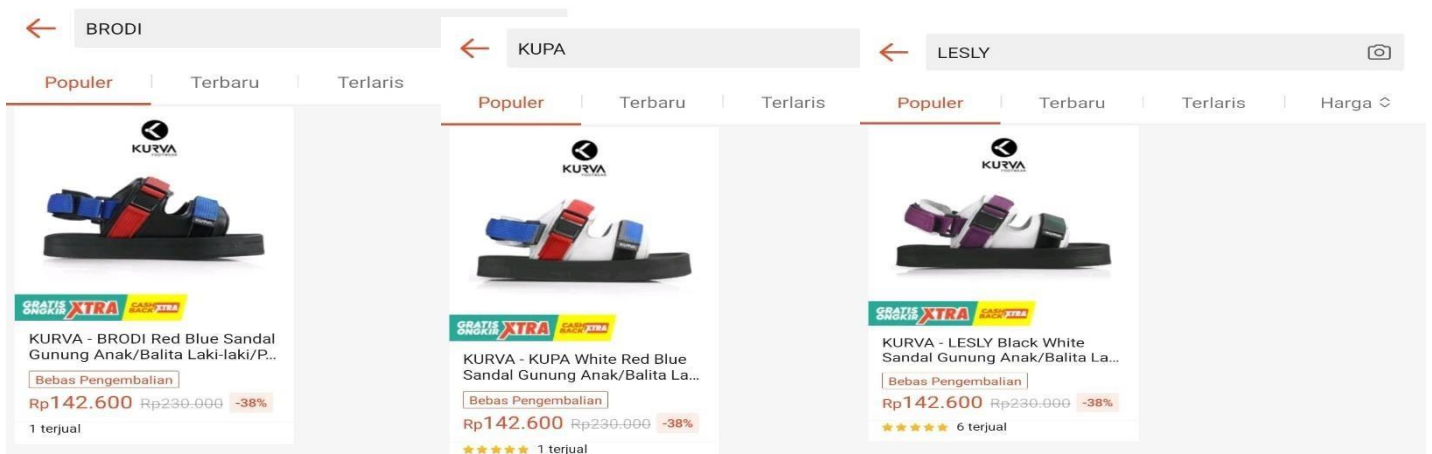 BRODI
Populer
Terbaru
Terlaris
KURVA
FOOTWEAR
GRATIS ONGKIR XTRA CASHBACK XTRA
KURVA - BRODI Red Blue Sandal
Gunung Anak/Balita Laki-laki/P...
Bebas Pengembalian
Rp142.600 Rp230.000 -38%
1 terjual
KUPA
Populer
Terbaru
Terlaris
KURVA
FOOTWEAR
GRATIS ONGKIR XTRA CASHBACK XTRA
KURVA - KUPA White Red Blue
Sandal Gunung Anak/Balita La...
Bebas Pengembalian
Rp142.600 Rp230.000 -38%
1 terjual
LESLY
Populer
Terbaru
Terlaris
Harga
KURVA
FOOTWEAR
GRATIS ONGKIR XTRA CASHBACK XTRA
KURVA - LESLY Black White
Sandal Gunung Anak/Balita La...
Bebas Pengembalian
Rp142.600 Rp230.000 -38%
6 terjual